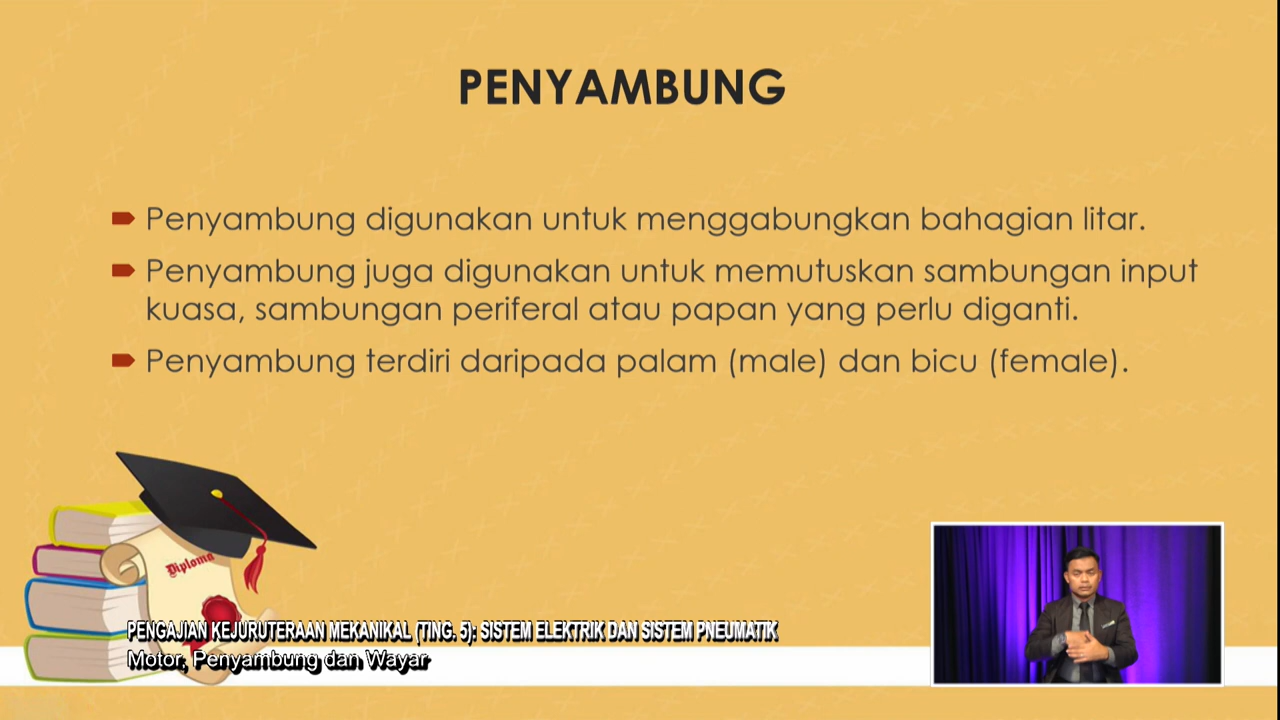 PENYAMBUNG
Penyambung digunakan untuk menggabungkan bahagian litar.
Penyambung juga digunakan untuk memutuskan sambungan input
kuasa, sambungan periferal atau papan yang perlu diganti.
Penyambung terdiri daripada palam (male) dan bicu (female).
Diploma
PENGAJIAN KEJURUTERAAN MEKANIKAL (TING. 5): SISTEM ELEKTRIK DAN SISTEM PNEUMATIK
Motor, Penyambung dan Wayar